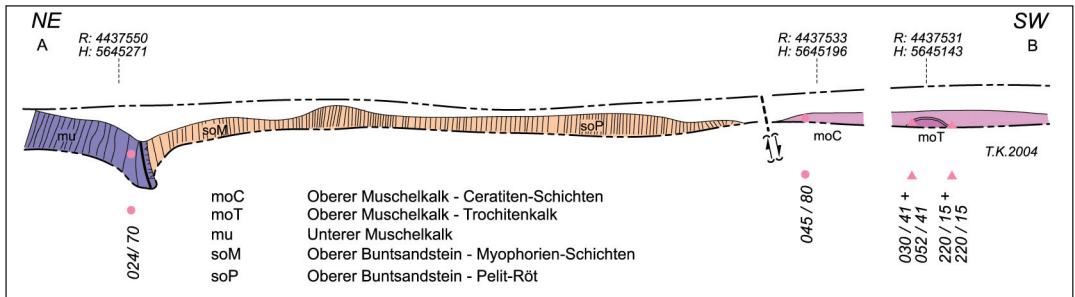 NE
SW
A
R: 4437550
H: 5645271
R: 4437533
H: 5645196
R: 4437531
H: 5645143
B
mu
soM
soP
moC
moT
T.K.2004
moC Oberer Muschelkalk - Ceratiten-Schichten
moT Oberer Muschelkalk - Trochitenkalk
mu Unterer Muschelkalk
soM Oberer Buntsandstein - Myophorien-Schichten
soP Oberer Buntsandstein - Pelit-Röt
024/ 70
045 / 80
030 / 41 +
052 / 41
220 / 15 +
220 / 15